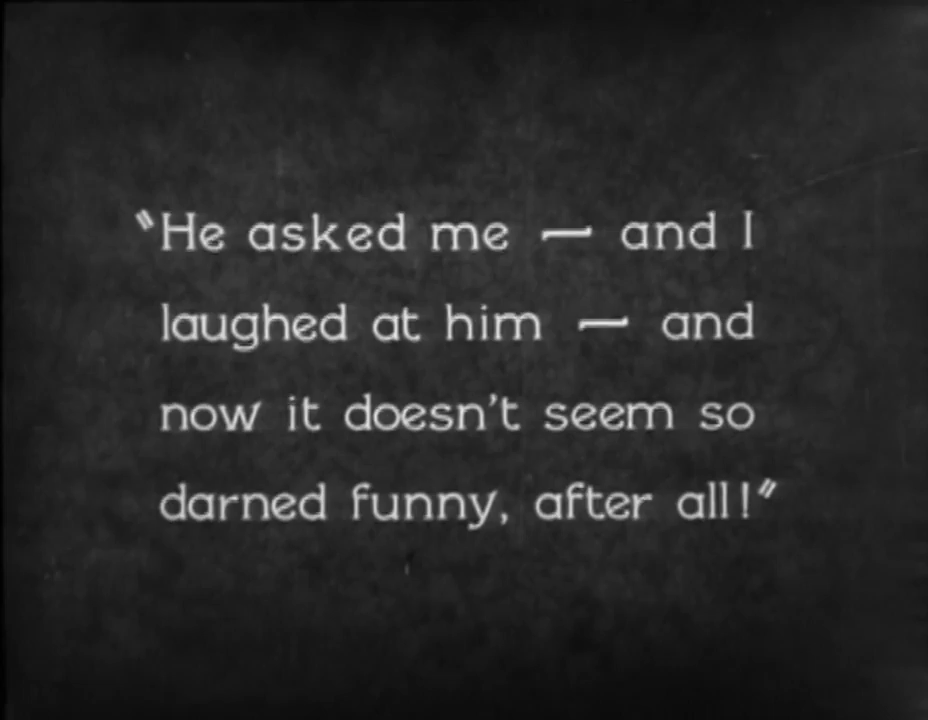 "He asked me — and I
laughed at him — and
now it doesn't seem so
darned funny, after all!"